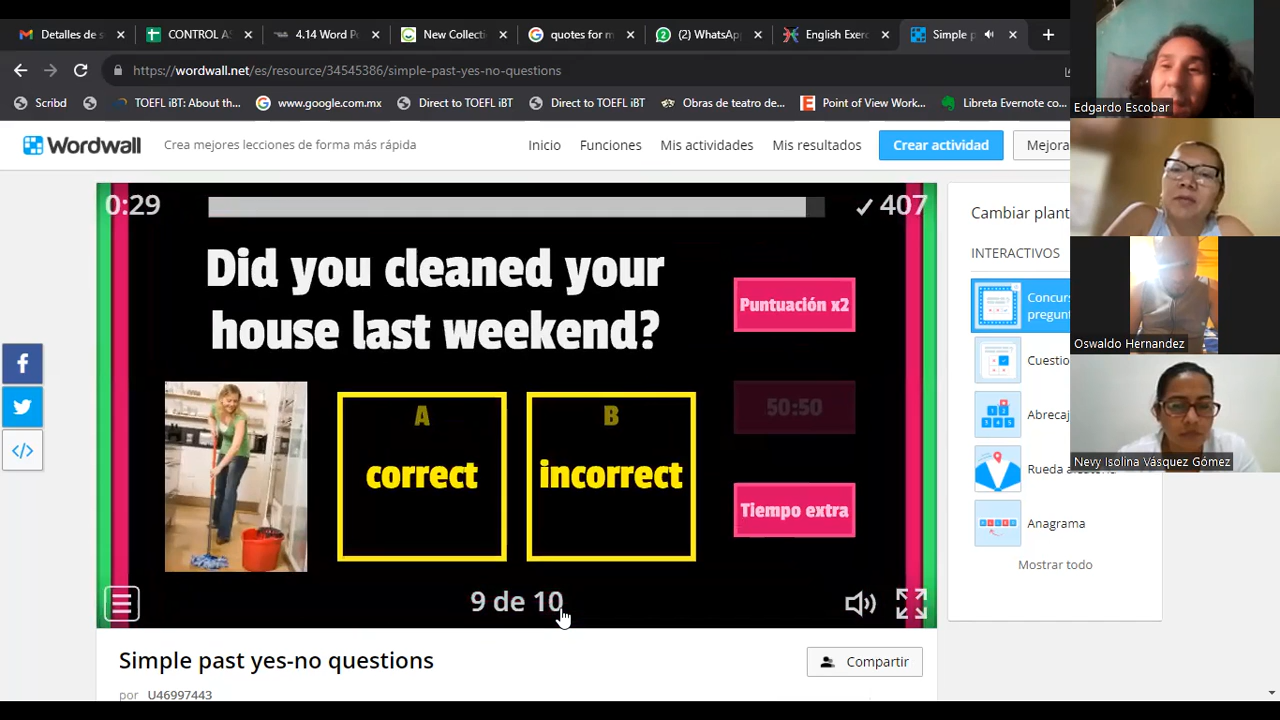 Detalles de s
CONTROL AS
4.14 Word P
New Collecti
quotes for m
(2) WhatsAp
English Exerc
Simple p
https://wordwall.net/es/resource/34545386/simple-past-yes-no-questions
Scribd
TOEFL iBT: About th...
www.google.com.mx
Direct to TOEFL iBT
Direct to TOEFL iBT
Obras de teatro de...
Point of View Work...
Libreta Evernote co...
Wordwall
Crea mejores lecciones de forma más rápida
Inicio
Funciones
Mis actividades
Mis resultados
Crear actividad
Mejora
0:29
✓ 407
Did you cleaned your
house last weekend?
A
correct
B
incorrect
Puntuación x2
50:50
Tiempo extra
9 de 10
Simple past yes-no questions
Compartir
por U46997443
Cambiar plant
INTERACTIVOS
Concurs
pregunt
Cuestio
Abrecaj
Rueda
Anagrama
Mostrar todo
Edgardo Escobar
Oswaldo Hernandez
Nevy Isolina Vásquez Gómez